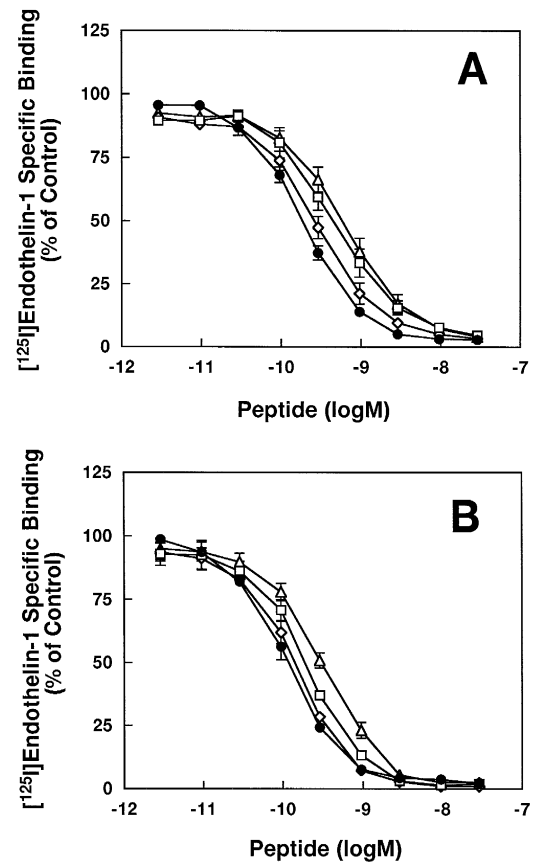 [¹²⁵I]Endothelin-1 Specific Binding
(% of Control)
125
100
75
50
25
0
A
-12 -11 -10 -9 -8 -7
Peptide (logM)
[¹²⁵I]Endothelin-1 Specific Binding
(% of Control)
125
100
75
50
25
0
B
-12 -11 -10 -9 -8 -7
Peptide (logM)